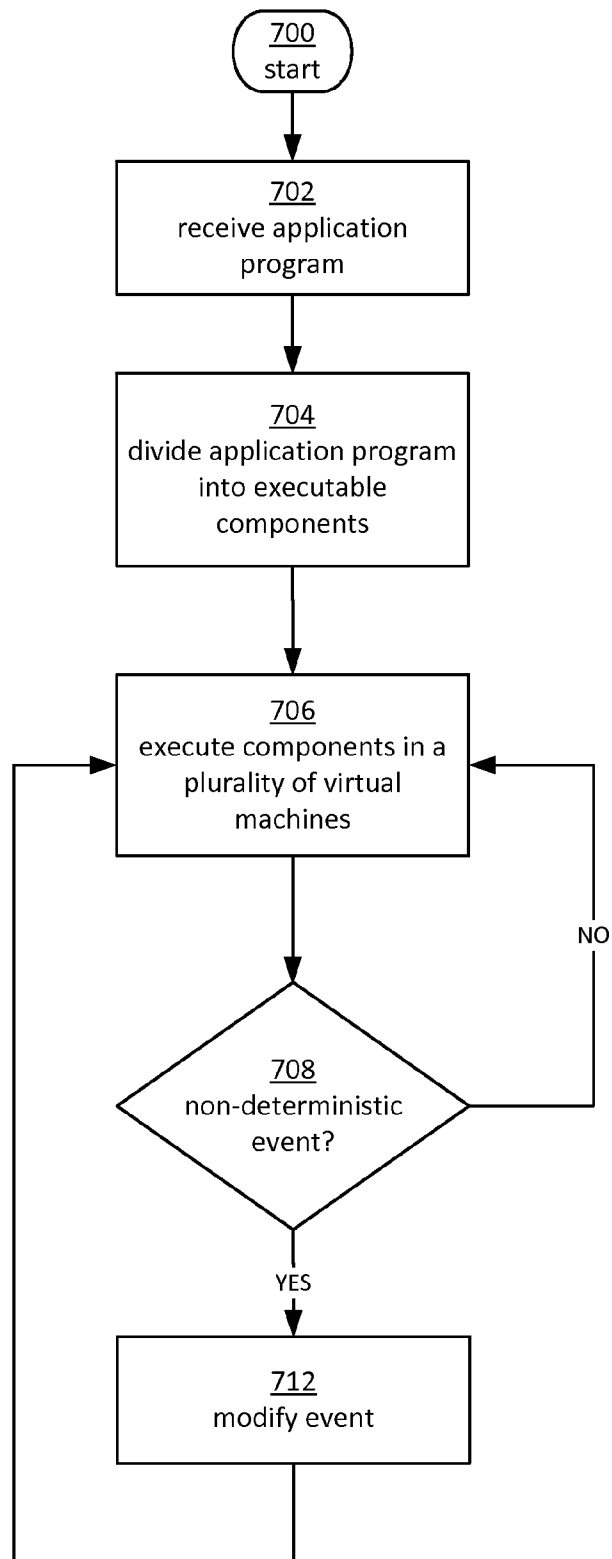 700
start
702
receive application
program
704
divide application program
into executable
components
706
execute components in a
plurality of virtual
machines
NO
708
non-deterministic
event?
YES
712
modify event